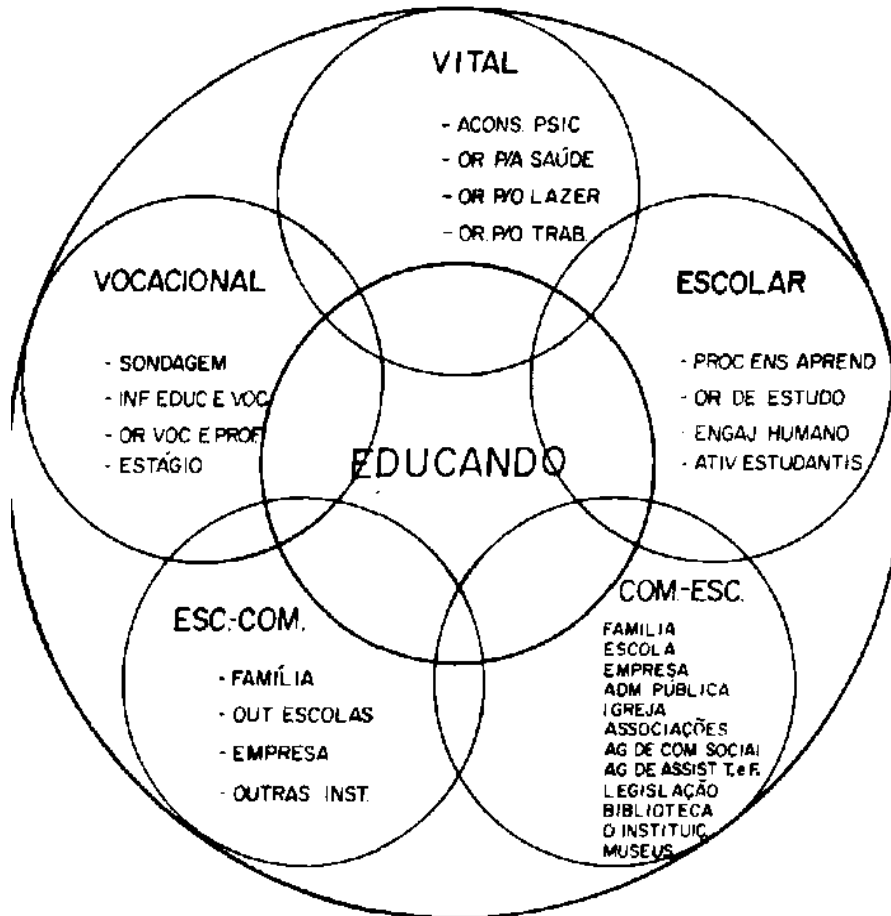 VITAL
- ACONS. PSIC
- OR P/A SAÚDE
- OR P/O LAZER
- OR. P/O TRAB.
VOCACIONAL
- SONDAGEM
- INF EDUC E VOC.
- OR VOC E PROF.
- ESTÁGIO
ESCOLAR
- PROC ENS APREND
- OR DE ESTUDO
- ENGAJ HUMANO
- ATIV ESTUDANTIS
EDUCANDO
ESC.-COM.
- FAMÍLIA
- OUT ESCOLAS
- EMPRESA
- OUTRAS INST.
COM.-ESC.
FAMILIA
ESCOLA
EMPRESA
ADM PÚBLICA
IGREJA
ASSOCIAÇÕES
AG DE COM SOCIAL
AG DE ASSIST T. e F.
LEGISLAÇÃO
BIBLIOTECA
O INSTITUIÇ.
MUSEUS